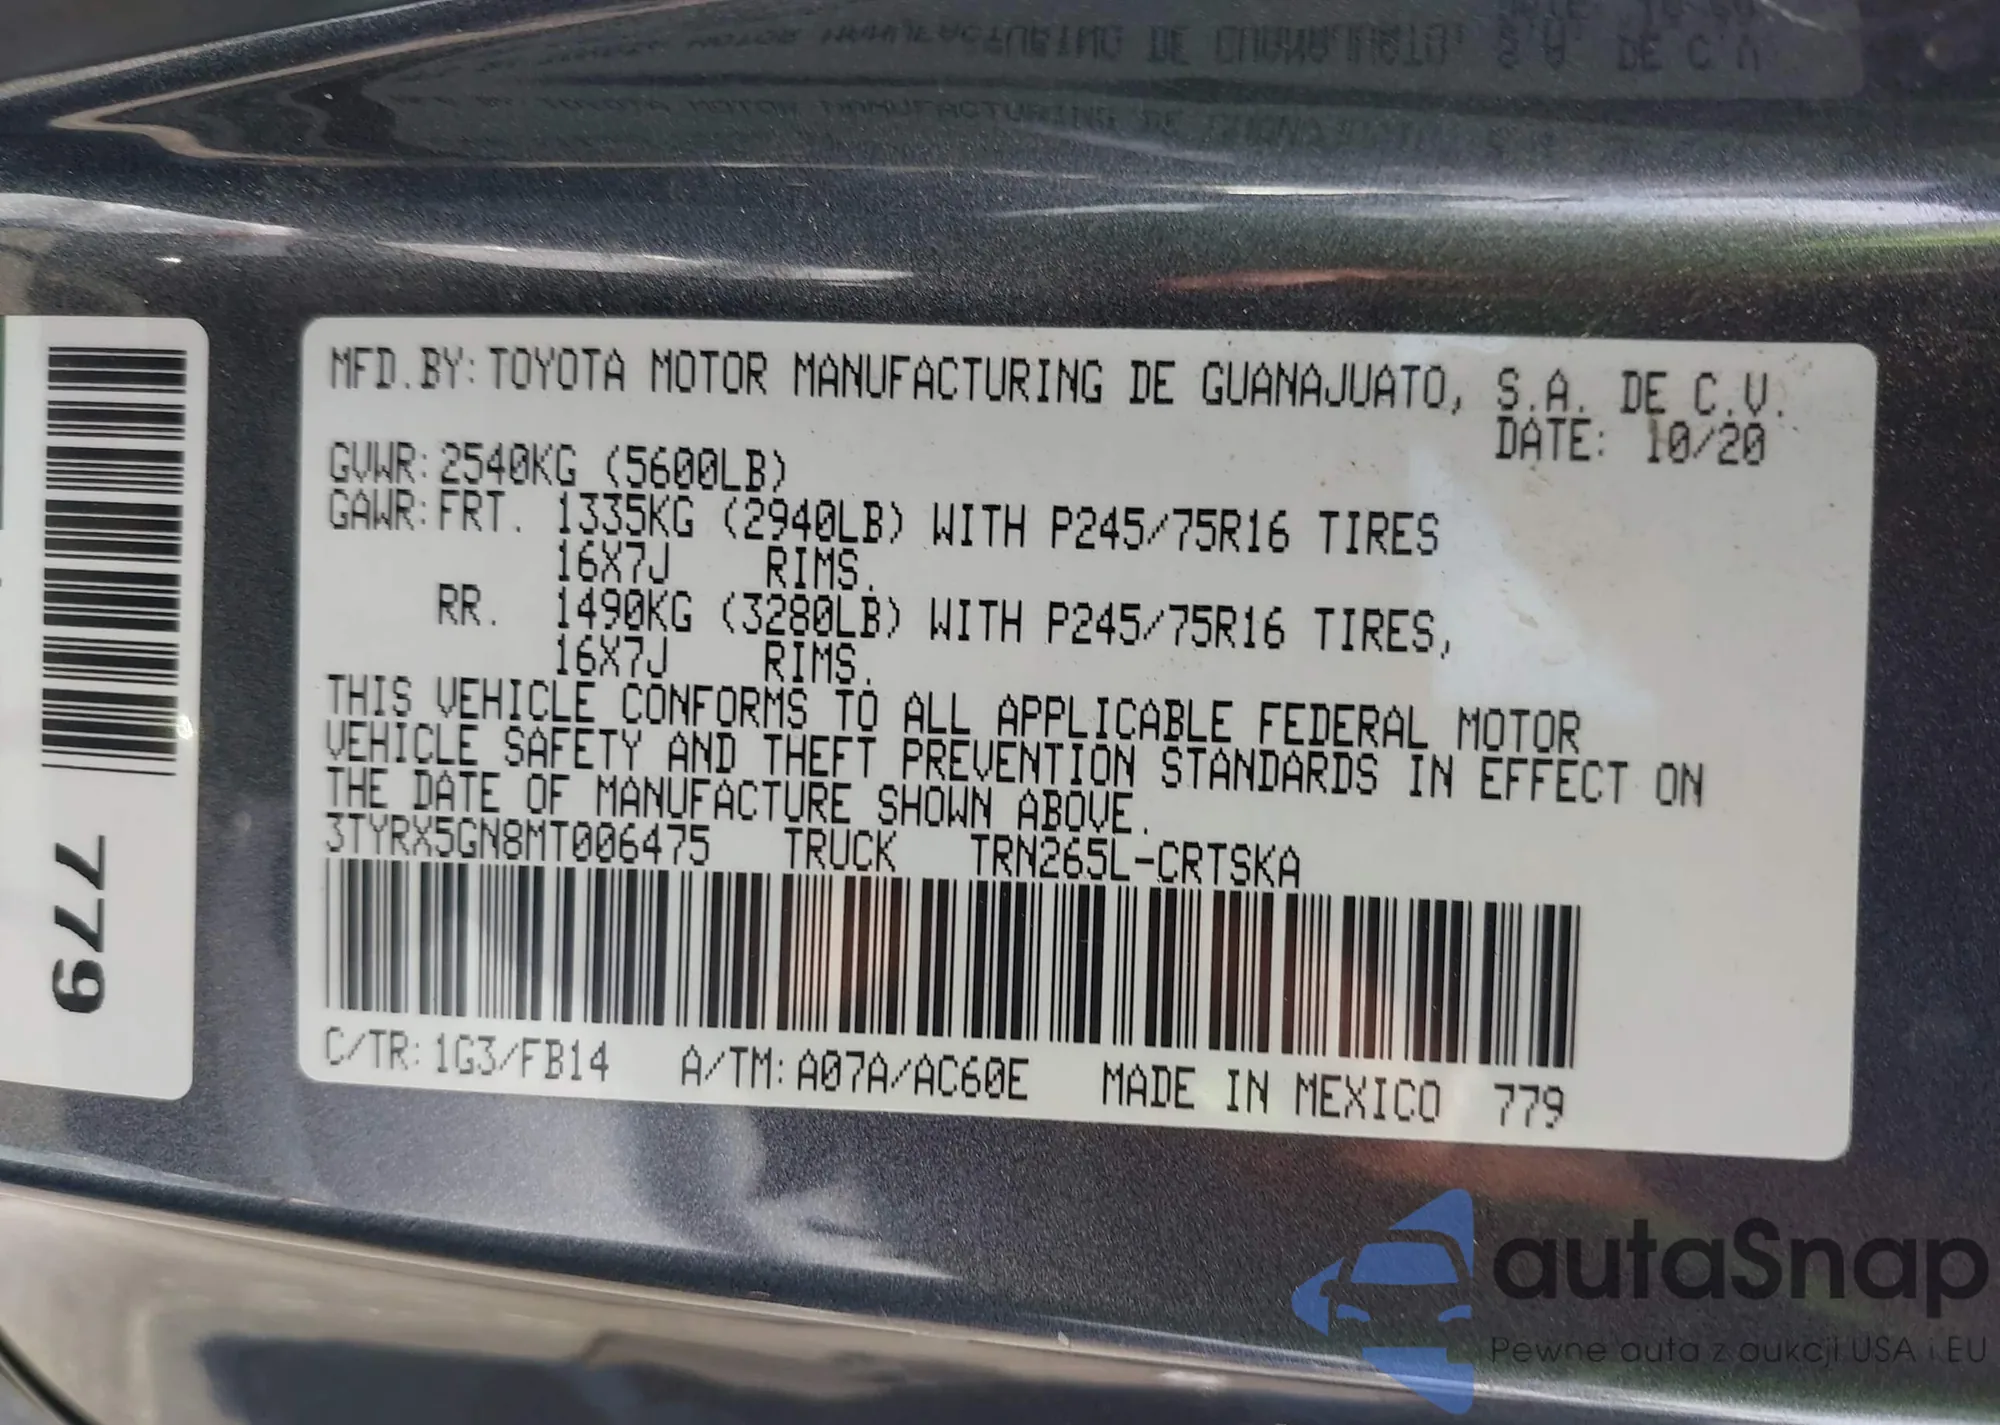 MFD.BY: TOYOTA MOTOR MANUFACTURING DE GUANAJUATO, S.A. DE C.V.
DATE: 10/20
GVWR: 2540KG (5600LB)
GAWR: FRT. 1335KG (2940LB) WITH P245/75R16 TIRES
16X7J RIMS.
RR. 1490KG (3280LB) WITH P245/75R16 TIRES,
16X7J RIMS.
THIS VEHICLE CONFORMS TO ALL APPLICABLE FEDERAL MOTOR
VEHICLE SAFETY AND THEFT PREVENTION STANDARDS IN EFFECT ON
THE DATE OF MANUFACTURE SHOWN ABOVE.
3TYRX5GN8MT006475 TRUCK TRN265L-CRTSKA
C/TR: 1G3/FB14 A/TM: A07A/AC60E MADE IN MEXICO 779
779
autaSnap
Pewne auta z aukcji USA i EU